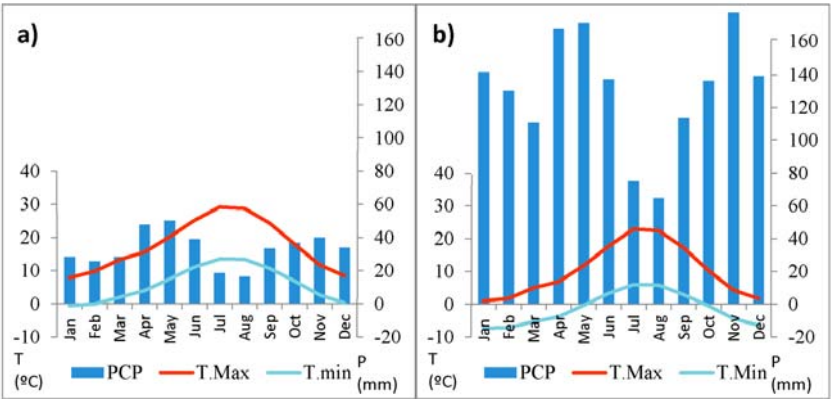 a)
160
140
120
100
80
60
40
20
0
-20
40
30
20
10
0
-10
Jan
Feb
Mar
Apr
May
Jun
Jul
Aug
Sep
Oct
Nov
Dec
T
(ºC)
PCP T.Max T.min
P
(mm)
b)
160
140
120
100
80
60
40
20
0
-20
40
30
20
10
0
-10
Jan
Feb
Mar
Apr
May
Jun
Jul
Aug
Sep
Oct
Nov
Dec
T
(ºC)
PCP T.Max T.Min
P
(mm)